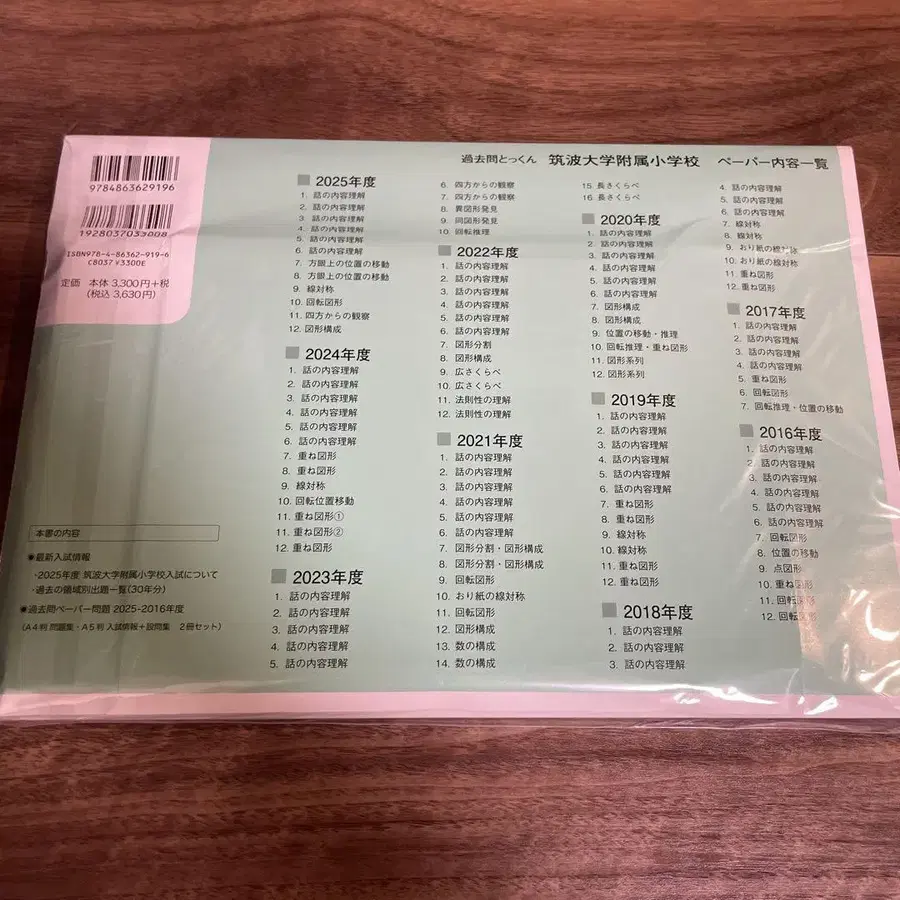 9784863629196
1928037033008
ISBN978-4-86362-919-6
C8037 ¥3300E
定価 本体 3,300円+税
(税込 3,630円)
本書の内容
●最新入試情報
・2025年度 筑波大学附属小学校入試について
・過去の領域別出題一覧(30年分)
●過去問ペーパー問題 2025-2016年度
(A4判 問題集・A5判 入試情報+設問集 2冊セット)
過去問とっくん 筑波大学附属小学校 ペーパー内容一覧
2025年度
1. 話の内容理解
2. 話の内容理解
3. 話の内容理解
4. 話の内容理解
5. 話の内容理解
6. 話の内容理解
7. 方眼上の位置の移動
8. 方眼上の位置の移動
9. 線対称
10. 回転図形
11. 四方からの観察
12. 図形構成
2024年度
1. 話の内容理解
2. 話の内容理解
3. 話の内容理解
4. 話の内容理解
5. 話の内容理解
6. 話の内容理解
7. 重ね図形
8. 重ね図形
9. 線対称
10. 回転位置移動
11. 重ね図形①
11. 重ね図形②
12. 重ね図形
2023年度
1. 話の内容理解
2. 話の内容理解
3. 話の内容理解
4. 話の内容理解
5. 話の内容理解
6. 四方からの観察
7. 四方からの観察
8. 異図形発見
9. 同図形発見
10. 回転推理
2022年度
1. 話の内容理解
2. 話の内容理解
3. 話の内容理解
4. 話の内容理解
5. 話の内容理解
6. 話の内容理解
7. 図形分割
8. 図形構成
9. 広さくらべ
10. 広さくらべ
11. 法則性の理解
12. 法則性の理解
2021年度
1. 話の内容理解
2. 話の内容理解
3. 話の内容理解
4. 話の内容理解
5. 話の内容理解
6. 話の内容理解
7. 図形分割・図形構成
8. 図形分割・図形構成
9. 回転図形
10. おり紙の線対称
11. 回転図形
12. 図形構成
13. 数の構成
14. 数の構成
15. 長さくらべ
16. 長さくらべ
2020年度
1. 話の内容理解
2. 話の内容理解
3. 話の内容理解
4. 話の内容理解
5. 話の内容理解
6. 話の内容理解
7. 図形構成
8. 図形構成
9. 位置の移動・推理
10. 回転推理・重ね図形
11. 図形系列
12. 図形系列
2019年度
1. 話の内容理解
2. 話の内容理解
3. 話の内容理解
4. 話の内容理解
5. 話の内容理解
6. 話の内容理解
7. 重ね図形
8. 重ね図形
9. 線対称
10. 線対称
11. 重ね図形
12. 重ね図形
2018年度
1. 話の内容理解
2. 話の内容理解
3. 話の内容理解
4. 話の内容理解
5. 話の内容理解
6. 話の内容理解
7. 線対称
8. 線対称
9. おり紙の線対称
10. おり紙の線対称
11. 重ね図形
12. 重ね図形
2017年度
1. 話の内容理解
2. 話の内容理解
3. 話の内容理解
4. 話の内容理解
5. 重ね図形
6. 回転図形
7. 回転推理・位置の移動
2016年度
1. 話の内容理解
2. 話の内容理解
3. 話の内容理解
4. 話の内容理解
5. 話の内容理解
6. 話の内容理解
7. 回転図形
8. 位置の移動
9. 点図形
10. 重ね図形
11. 回転図形
12. 回転図形